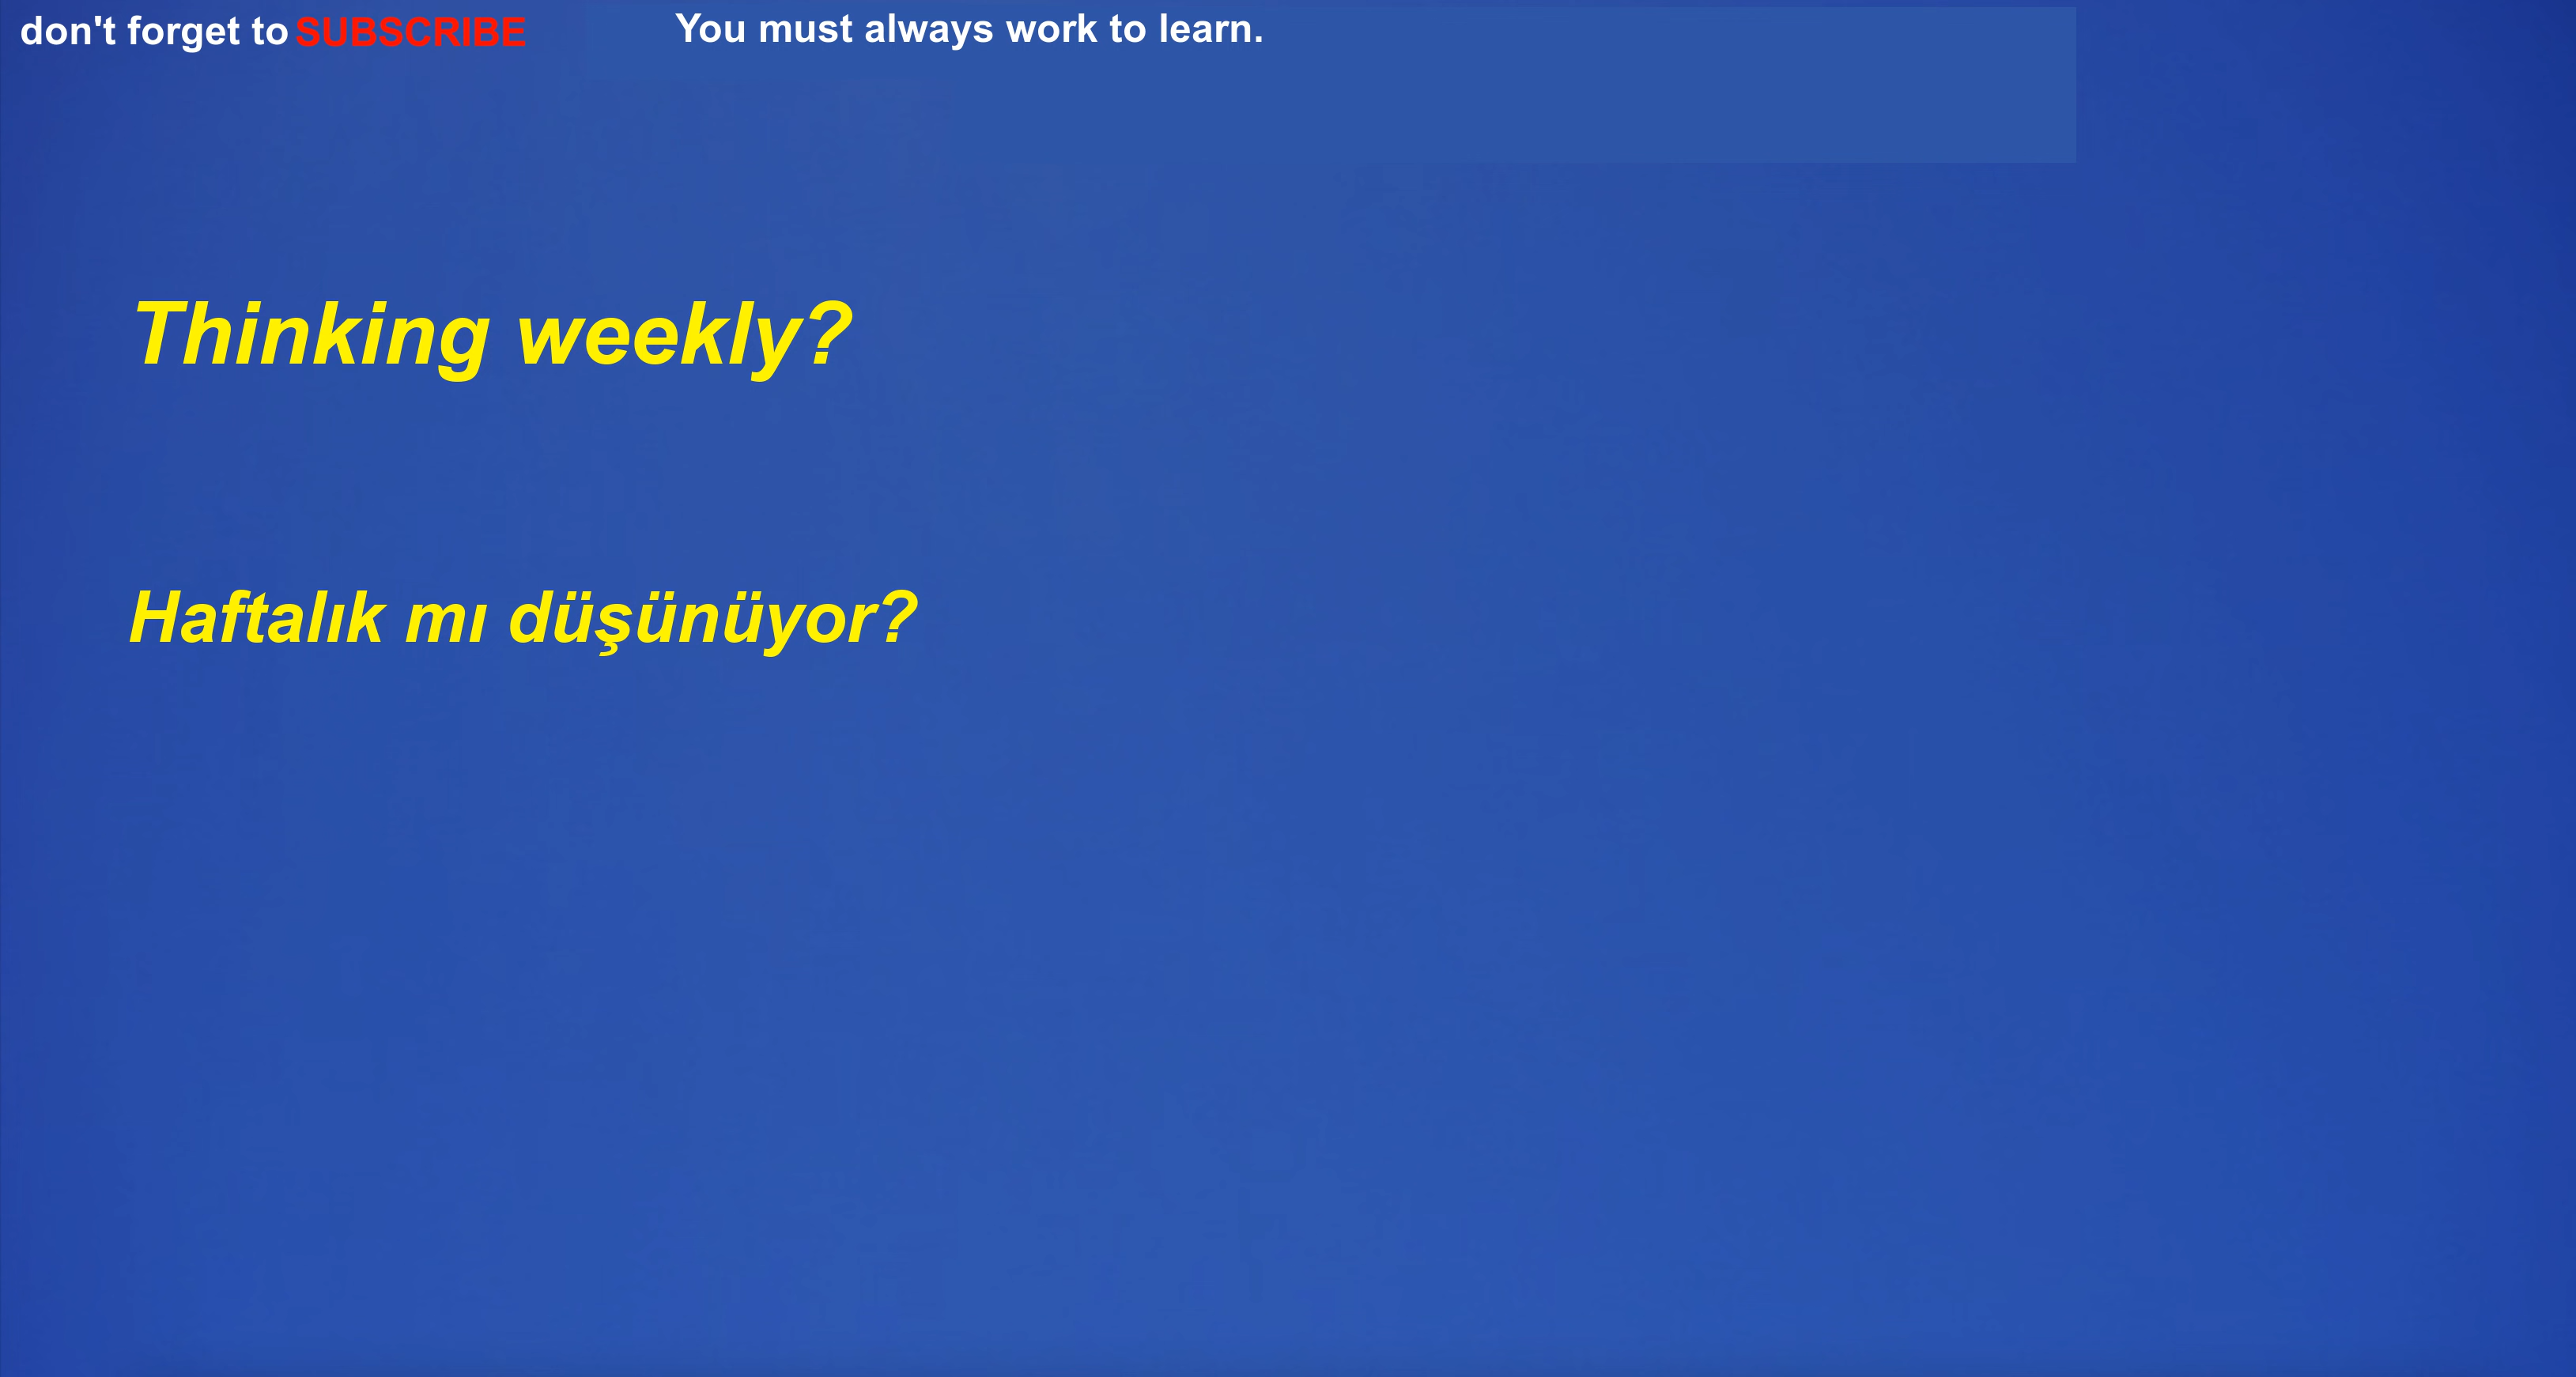 don't forget to SUBSCRIBE
You must always work to learn.
Thinking weekly?
Haftalık mı düşünüyor?